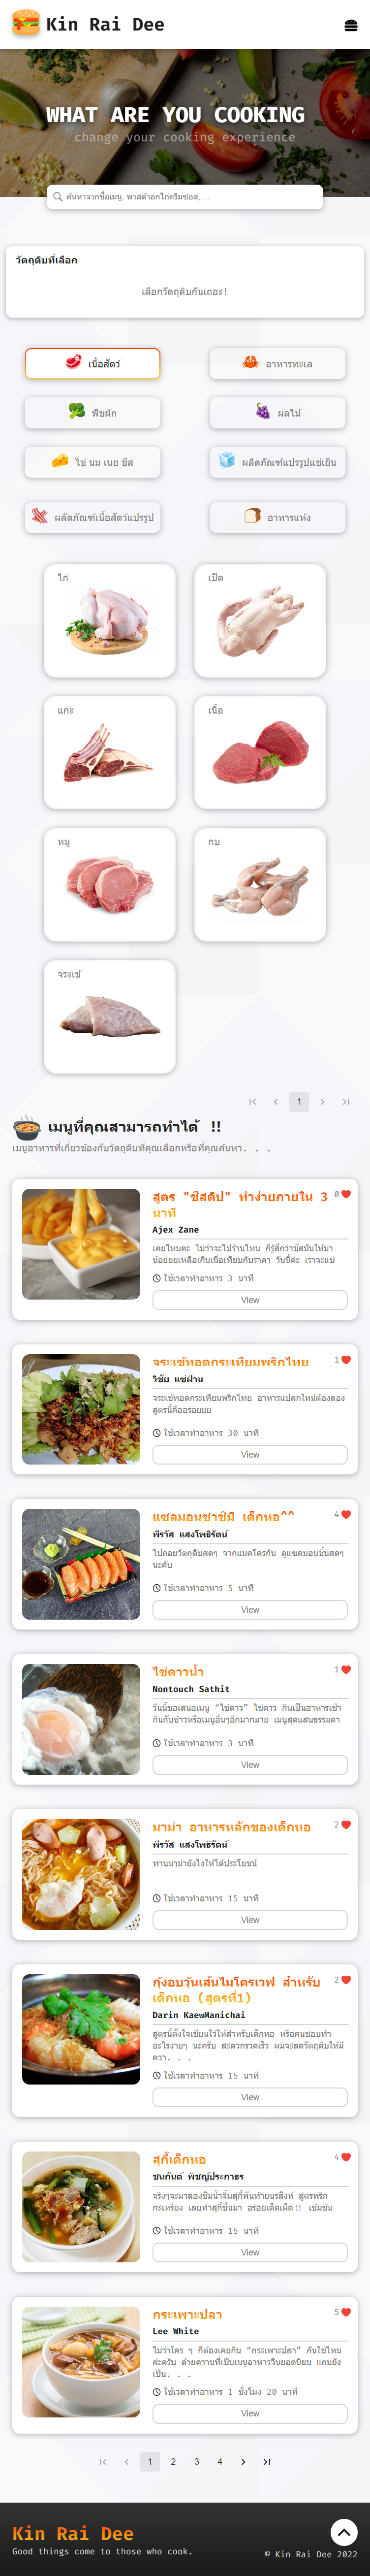 Kin Rai Dee
WHAT ARE YOU COOKING
change your cooking experience
ค้นหาจากชื่อเมนู, พาสต้าอกไก่ครีมซอส, ...
วัตถุดิบที่เลือก
เลือกวัตถุดิบกันเถอะ!
เนื้อสัตว์
อาหารทะเล
พืชผัก
ผลไม้
ไข่ นม เนย ชีส
ผลิตภัณฑ์แปรรูปแช่เย็น
ผลิตภัณฑ์เนื้อสัตว์แปรรูป
อาหารแห้ง
ไก่
เป็ด
แกะ
เนื้อ
หมู
กบ
จระเข้
1
เมนูที่คุณสามารถทำได้ !!
เมนูอาหารที่เกี่ยวข้องกับวัตถุดิบที่คุณเลือกหรือที่คุณค้นหา. . .
สูตร "ชีสดิป" ทำง่ายภายใน 3
0
นาที
Ajex Zane
เคยไหมคะ ไม่ว่าจะไปร้านไหน ก็รู้สึกว่าชีสมันให้มา
น้อยยยเหลือเกินเมื่อเทียบกับราคา วันนี้ค่ะ เราจะแบ่
ใช้เวลาทำอาหาร 3 นาที
View
จระเข้ทอดกระเทียมพริกไทย
1
วิชัย แซ่ฝ่าน
จระเข้ทอดกระเทียมพริกไทย อาหารแปลกใหม่ต้องลอง
สูตรนี้คืออร่อยยย
ใช้เวลาทำอาหาร 30 นาที
View
แซลมอนซาชิมิ เด็กหอ^^
4
พีรวัส แสงโพธิรัตน์
ไปถอยวัตถุดิบสดๆ จากแมคโครกัน ดูแซลมอนชิ้นสดๆ
นะคับ
ใช้เวลาทำอาหาร 5 นาที
View
ไข่ดาวน้ำ
1
Nontouch Sathit
วันนี้ขอเสนอเมนู “ไข่ดาว” ไข่ดาว กินเป็นอาหารเช้า
กินกับข้าวหรือเมนูอื่นๆอีกมากมาย เมนูสุดแสนธรรมดา
ใช้เวลาทำอาหาร 3 นาที
View
มาม่า อาหารหลักของเด็กหอ
2
พีรวัส แสงโพธิรัตน์
ทานมาม่ายังไงให้ได้ประโยชน์
ใช้เวลาทำอาหาร 15 นาที
View
กุ้งอบวุ้นเส้นไมโครเวฟ สำหรับ
2
เด็กหอ (สูตรที่1)
Darin KaewManichai
สูตรนี้ตั้งใจเขียนไว้ให้สำหรับเด็กหอ หรือคนชอบทำ
อะไรง่ายๆ นะครับ สะดวกรวดเร็ว ผมจะลดวัตถุดิบให้มี
ควา. . .
ใช้เวลาทำอาหาร 15 นาที
View
สุกี้เด็กหอ
4
ชนกันต์ พิชญ์ประภาธร
จริงๆจะมาลองชิมน้ำจิ้มสุกี้พันท้ายนรสิงห์ สูตรพริก
กะเหรี่ยง เลยทำสุกี้ขึ้นมา อร่อยเด็ดเผ็ด!! เข้มข้น
ใช้เวลาทำอาหาร 15 นาที
View
กระเพาะปลา
5
Lee White
ไม่ว่าใคร ๆ ก็ต้องเคยกิน “กระเพาะปลา” กันใช่ไหม
ล่ะครับ ด้วยความที่เป็นเมนูอาหารจีนยอดนิยม แถมยัง
เป็น. . .
ใช้เวลาทำอาหาร 1 ชั่วโมง 20 นาที
View
1 2 3 4
Kin Rai Dee
Good things come to those who cook.
© Kin Rai Dee 2022